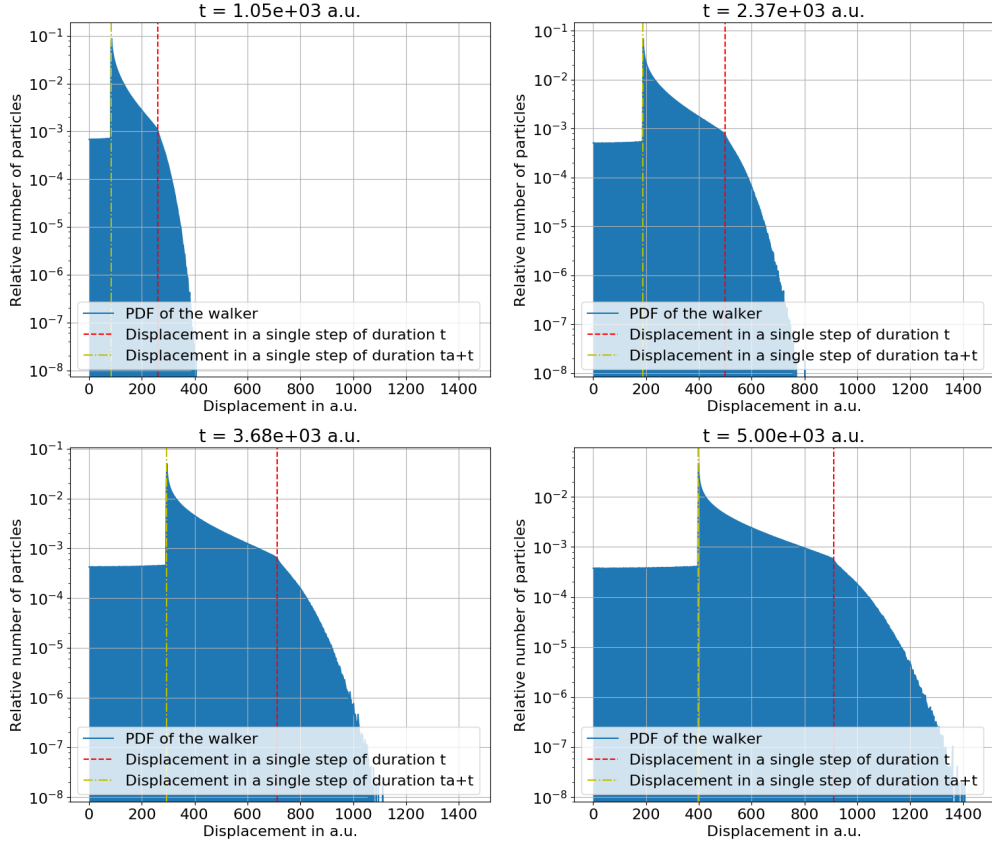 t = 1.05e+03 a.u.
Relative number of particles
10⁻¹
10⁻²
10⁻³
10⁻⁴
10⁻⁵
10⁻⁶
10⁻⁷
10⁻⁸
PDF of the walker
Displacement in a single step of duration t
Displacement in a single step of duration ta+t
0 200 400 600 800 1000 1200 1400
Displacement in a.u.
t = 2.37e+03 a.u.
Relative number of particles
10⁻¹
10⁻²
10⁻³
10⁻⁴
10⁻⁵
10⁻⁶
10⁻⁷
10⁻⁸
PDF of the walker
Displacement in a single step of duration t
Displacement in a single step of duration ta+t
0 200 400 600 800 1000 1200 1400
Displacement in a.u.
t = 3.68e+03 a.u.
Relative number of particles
10⁻¹
10⁻²
10⁻³
10⁻⁴
10⁻⁵
10⁻⁶
10⁻⁷
10⁻⁸
PDF of the walker
Displacement in a single step of duration t
Displacement in a single step of duration ta+t
0 200 400 600 800 1000 1200 1400
Displacement in a.u.
t = 5.00e+03 a.u.
Relative number of particles
10⁻²
10⁻³
10⁻⁴
10⁻⁵
10⁻⁶
10⁻⁷
10⁻⁸
PDF of the walker
Displacement in a single step of duration t
Displacement in a single step of duration ta+t
0 200 400 600 800 1000 1200 1400
Displacement in a.u.